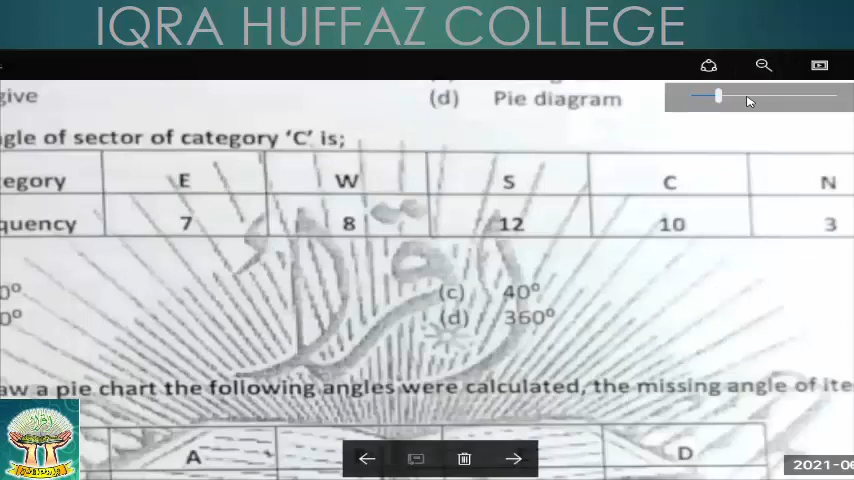 IQRA HUFFAZ COLLEGE
give
(d) Pie diagram
gle of sector of category ‘C’ is;
egory E W S C N
quency 7 8 12 10 3
0° (c) 40°
0° (d) 360°
aw a pie chart the following angles were calculated, the missing angle of ite
A D
2021-0